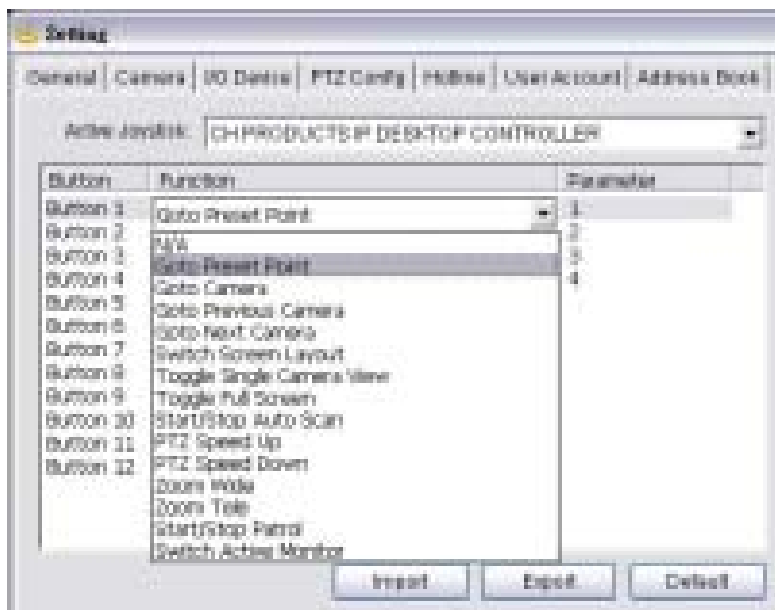 Setting
General Camera I/O Device PTZ Config Hotline User Account Address Book
Active Joystick: CH PRODUCTS IP DESKTOP CONTROLLER
Button Function Parameter
Button 1 Goto Preset Point 1
Button 2 2
Button 3 3
Button 4 4
Button 5
Button 6
Button 7
Button 8
Button 9
Button 10
Button 11
Button 12
N/A
Goto Preset Point
Goto Camera
Goto Previous Camera
Goto Next Camera
Switch Screen Layout
Toggle Single Camera View
Toggle Full Screen
Start/Stop Auto Scan
PTZ Speed Up
PTZ Speed Down
Zoom Wide
Zoom Tele
Start/Stop Patrol
Switch Active Monitor
Import Export Default